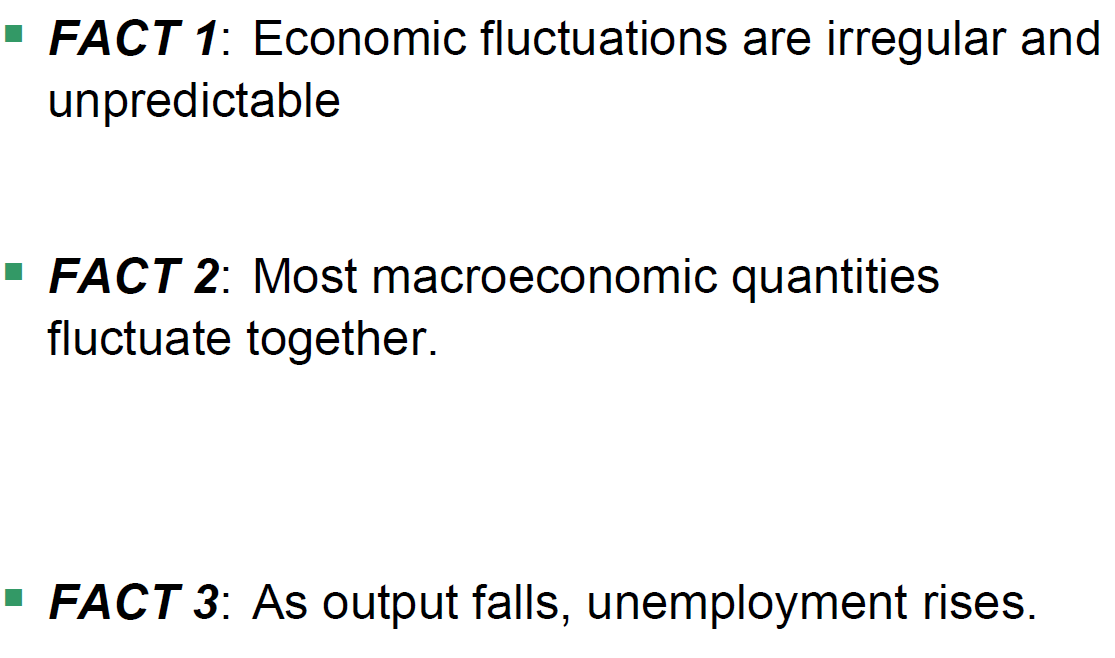 FACT 1: Economic fluctuations are irregular and
unpredictable
FACT 2: Most macroeconomic quantities
fluctuate together.
FACT 3: As output falls, unemployment rises.